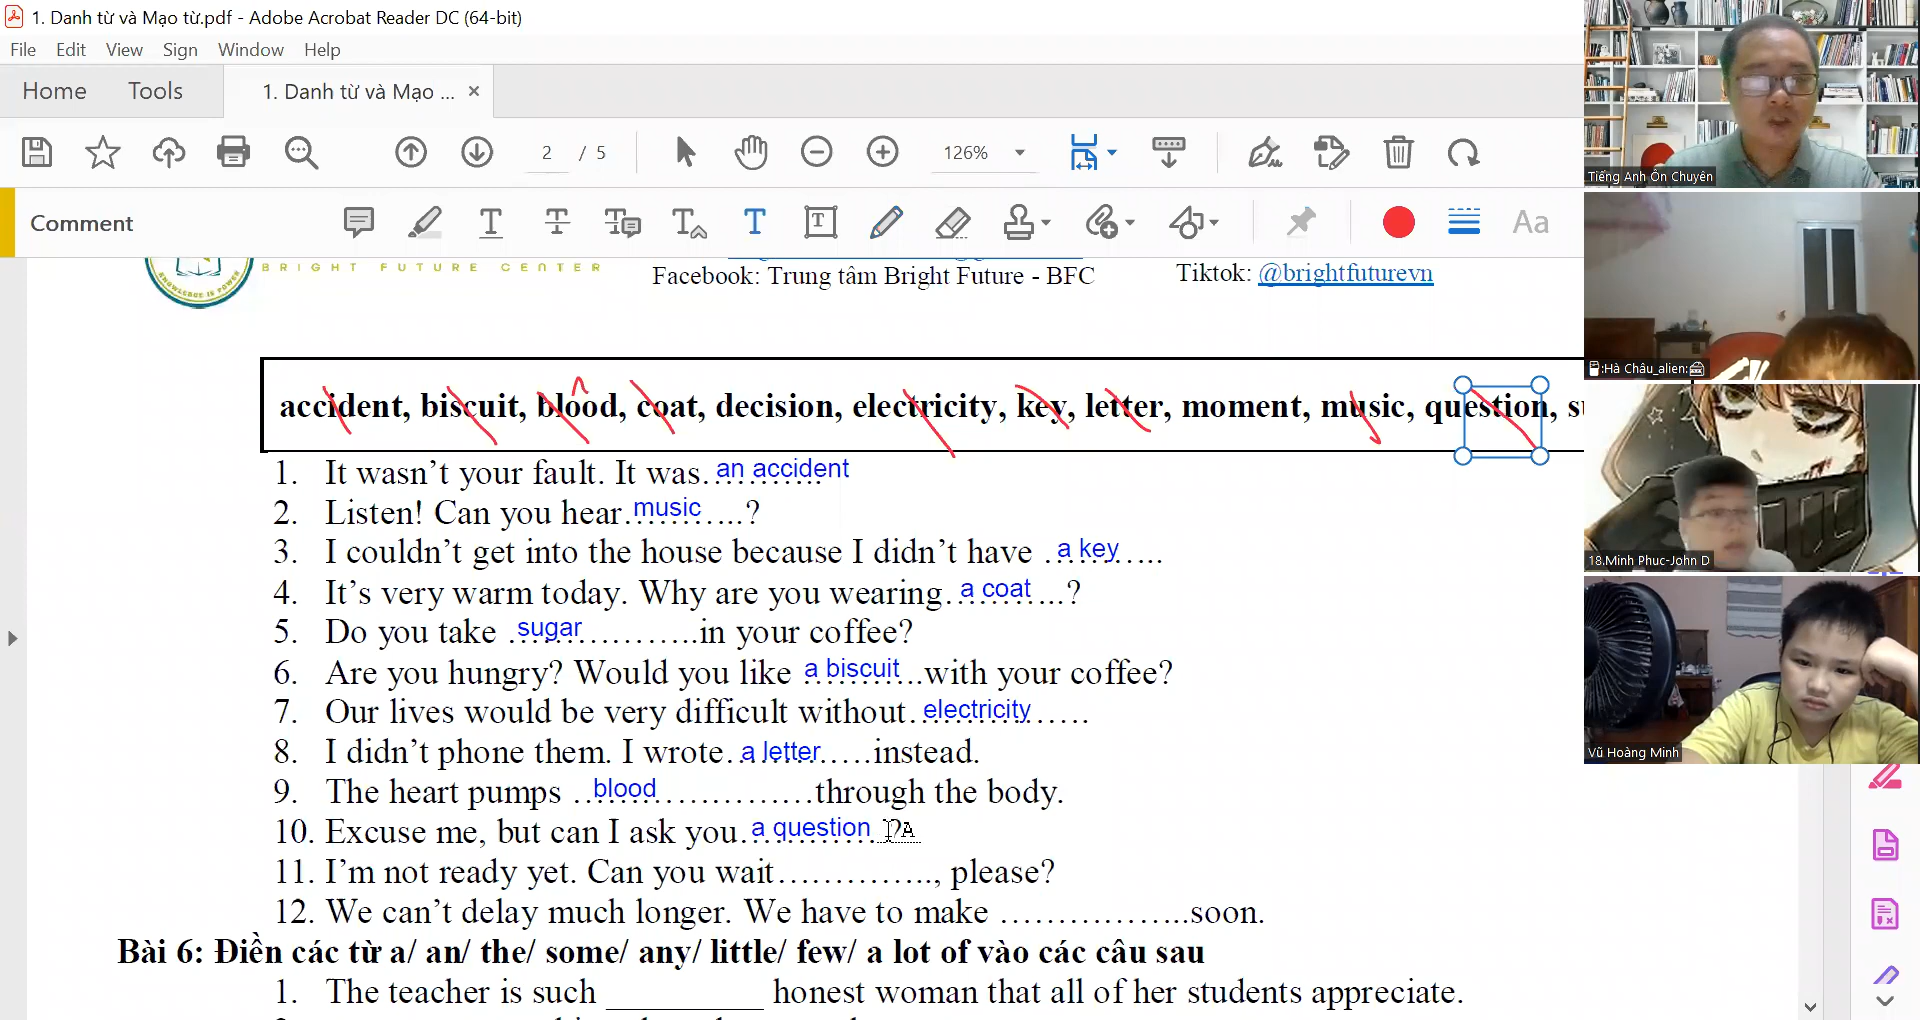 1. Danh từ và Mạo từ.pdf - Adobe Acrobat Reader DC (64-bit)
File Edit View Sign Window Help
Home Tools 1. Danh từ và Mạo ... ×
2 / 5 126%
Comment
BRIGHT FUTURE CENTER
KNOWLEDGE IS POWER
Facebook: Trung tâm Bright Future - BFC Tiktok: @brightfuturevn
accident, biscuit, blood, coat, decision, electricity, key, letter, moment, music, question,
1. It wasn't your fault. It was. an accident
2. Listen! Can you hear. music ...?
3. I couldn't get into the house because I didn't have .. a key .....
4. It's very warm today. Why are you wearing. a coat ...?
5. Do you take . sugar ............in your coffee?
6. Are you hungry? Would you like a biscuit ..with your coffee?
7. Our lives would be very difficult without. electricity .....
8. I didn't phone them. I wrote.. a letter .....instead.
9. The heart pumps .. blood ..............through the body.
10. Excuse me, but can I ask you. a question ?
11. I'm not ready yet. Can you wait.............., please?
12. We can't delay much longer. We have to make .................soon.
Bài 6: Điền các từ a/ an/ the/ some/ any/ little/ few/ a lot of vào các câu sau
1. The teacher is such _________ honest woman that all of her students appreciate.
Tiếng Anh Ôn Chuyên
:Hà Châu_alien:
18.Minh Phuc-John D
Vũ Hoàng Minh